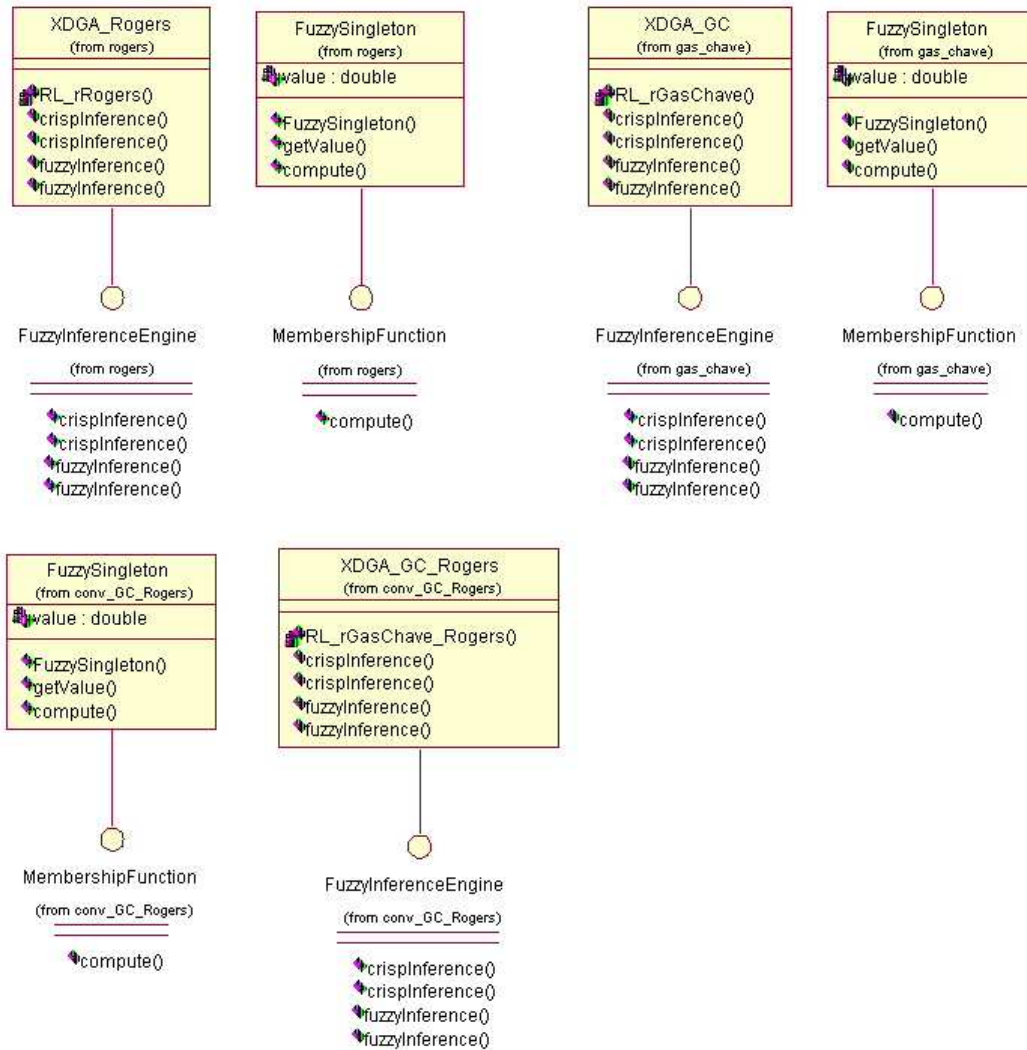 XDGA_Rogers
(from rogers)
RL_rRogers()
crispInference()
crispInference()
fuzzyInference()
fuzzyInference()
FuzzyInferenceEngine
(from rogers)
crispInference()
crispInference()
fuzzyInference()
fuzzyInference()
FuzzySingleton
(from rogers)
value : double
FuzzySingleton()
getValue()
compute()
MembershipFunction
(from rogers)
compute()
XDGA_GC
(from gas_chave)
RL_rGasChave()
crispInference()
crispInference()
fuzzyInference()
fuzzyInference()
FuzzyInferenceEngine
(from gas_chave)
crispInference()
crispInference()
fuzzyInference()
fuzzyInference()
FuzzySingleton
(from gas_chave)
value : double
FuzzySingleton()
getValue()
compute()
MembershipFunction
(from gas_chave)
compute()
FuzzySingleton
(from conv_GC_Rogers)
value : double
FuzzySingleton()
getValue()
compute()
MembershipFunction
(from conv_GC_Rogers)
compute()
XDGA_GC_Rogers
(from conv_GC_Rogers)
RL_rGasChave_Rogers()
crispInference()
crispInference()
fuzzyInference()
fuzzyInference()
FuzzyInferenceEngine
(from conv_GC_Rogers)
crispInference()
crispInference()
fuzzyInference()
fuzzyInference()